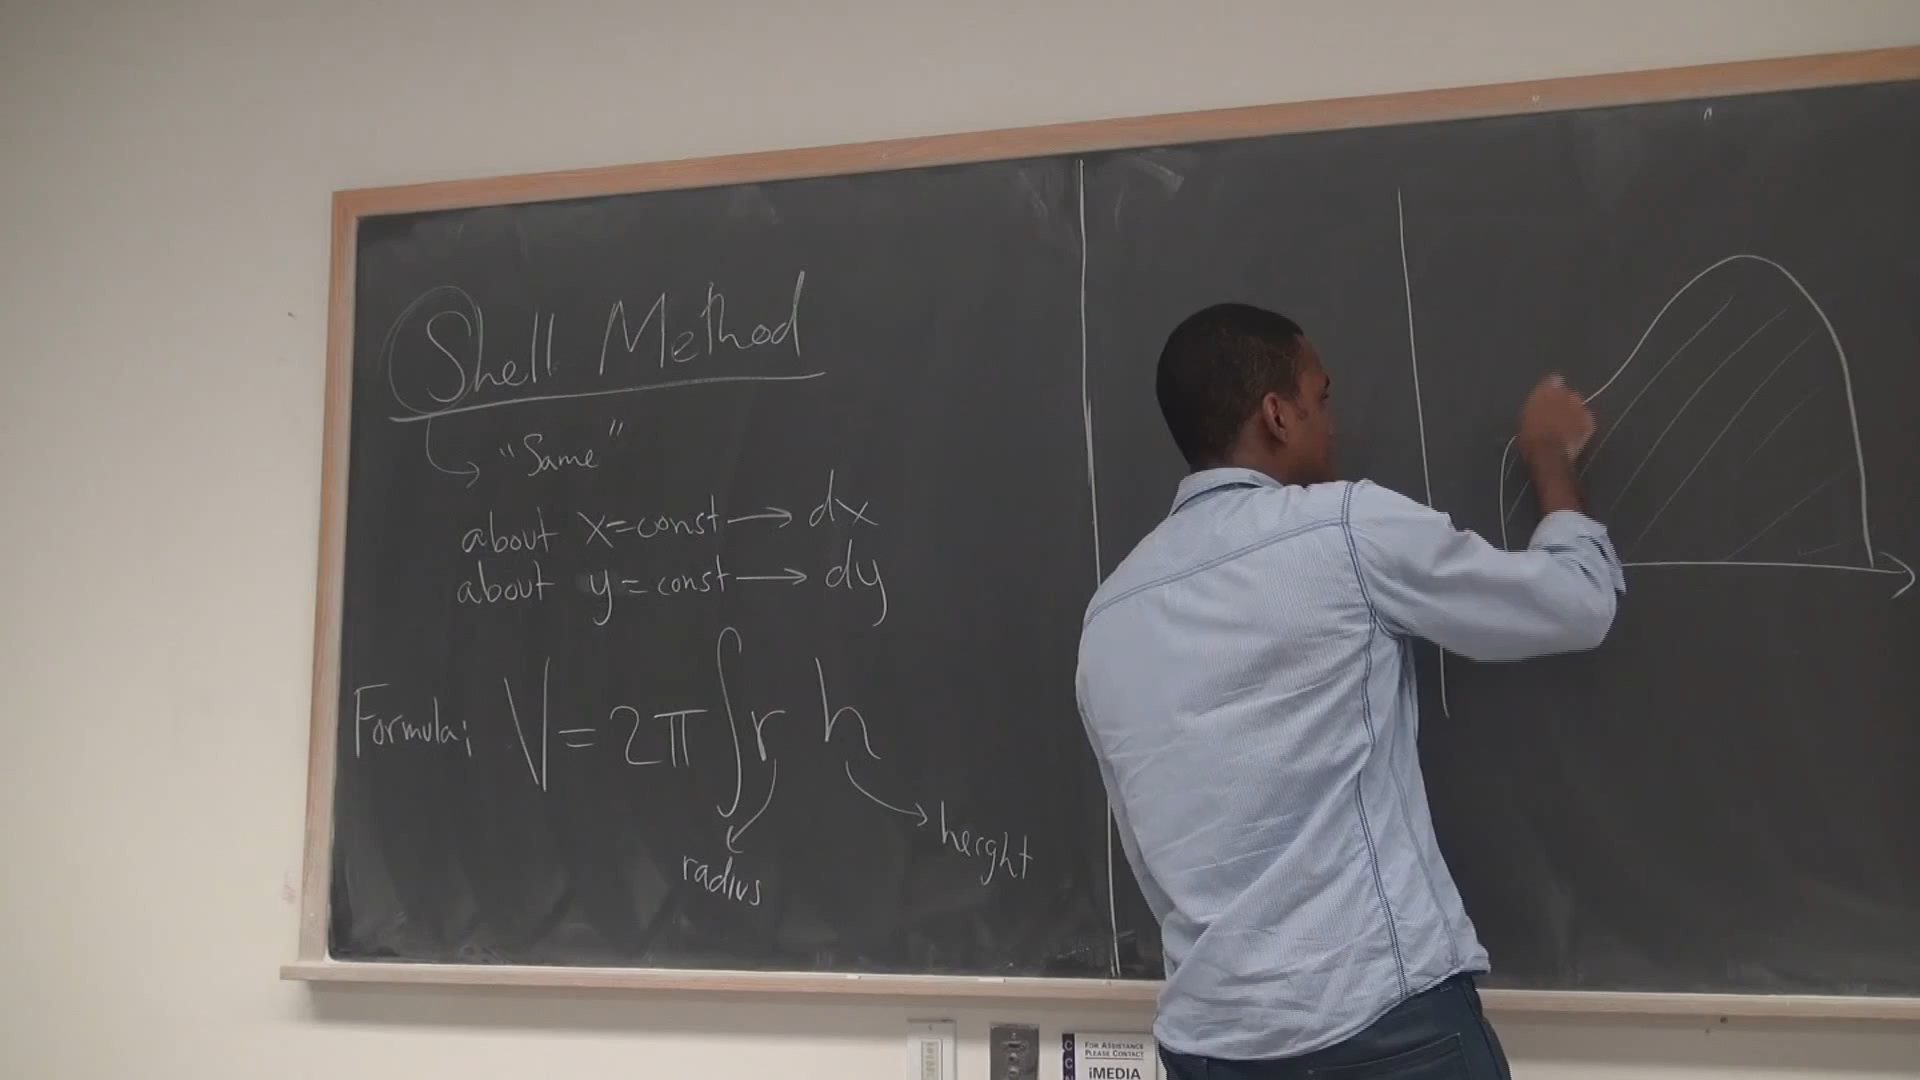 Shell Method
"Same"
about x=const → dx
about y=const → dy
Formula: V=2π∫r h
radius
height
FOR ASSISTANCE
PLEASE CONTACT
iMEDIA